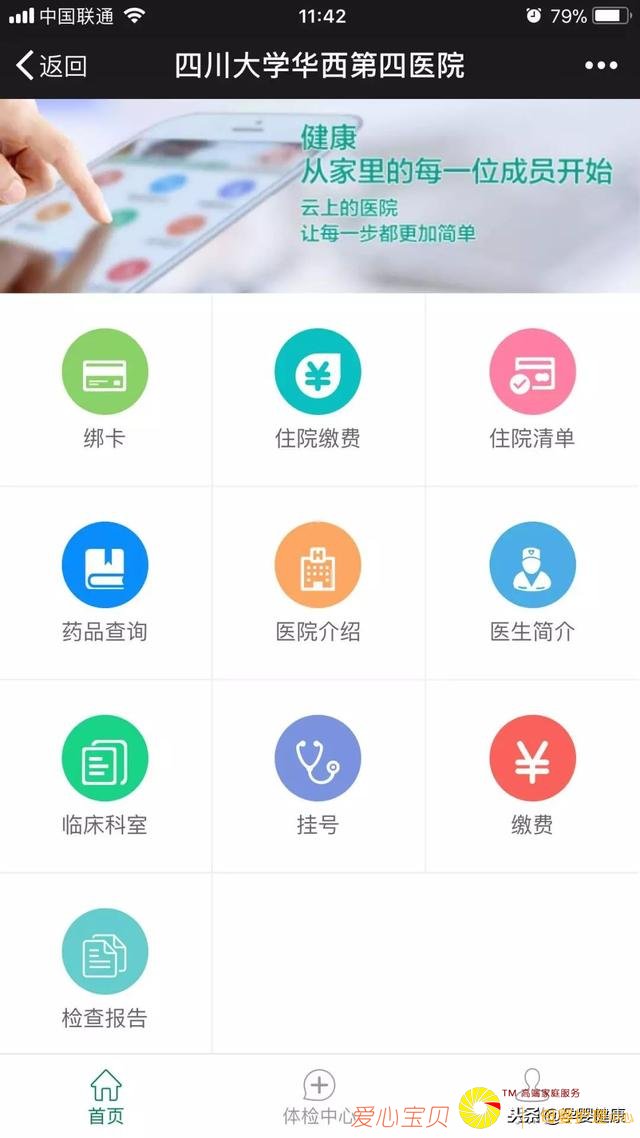 中国联通
11:42
79%
返回
四川大学华西第四医院
健康
从家里的每一位成员开始
云上的医院
让每一步都更加简单
绑卡
住院缴费
住院清单
药品查询
医院介绍
医生简介
临床科室
挂号
缴费
检查报告
首页
体检中心
爱心宝贝
TM 高端家庭服务
头条@孕婴健康